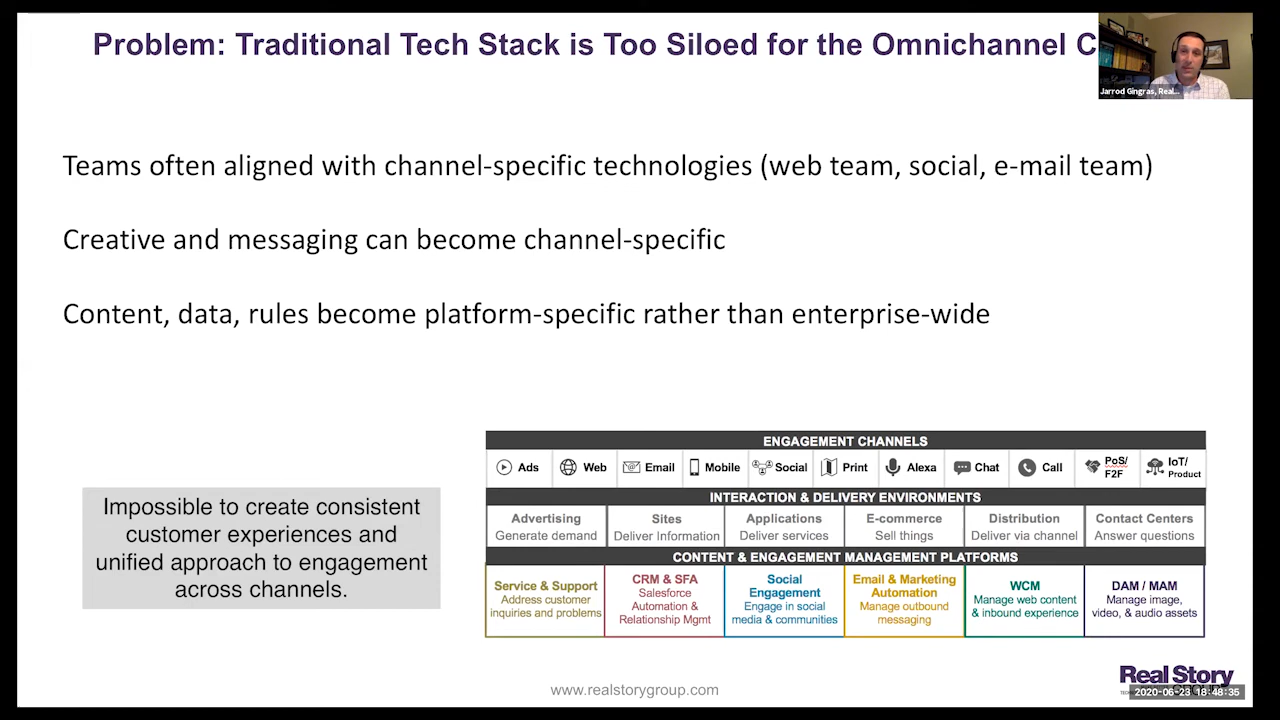 Problem: Traditional Tech Stack is Too Siloed for the Omnichannel C
Jarrod Gingras, Real...
Teams often aligned with channel-specific technologies (web team, social, e-mail team)
Creative and messaging can become channel-specific
Content, data, rules become platform-specific rather than enterprise-wide
Impossible to create consistent
customer experiences and
unified approach to engagement
across channels.
ENGAGEMENT CHANNELS
Ads Web Email Mobile Social Print Alexa Chat Call PoS/ F2F IoT/ Product
INTERACTION & DELIVERY ENVIRONMENTS
Advertising Sites Applications E-commerce Distribution Contact Centers
Generate demand Deliver Information Deliver services Sell things Deliver via channel Answer questions
CONTENT & ENGAGEMENT MANAGEMENT PLATFORMS
Service & Support
Address customer
inquiries and problems
CRM & SFA
Salesforce
Automation &
Relationship Mgmt
Social
Engagement
Engage in social
media & communities
Email & Marketing
Automation
Manage outbound
messaging
WCM
Manage web content
& inbound experience
DAM / MAM
Manage image,
video, & audio assets
www.realstorygroup.com
Real Story
2020-06-23 18:48:35